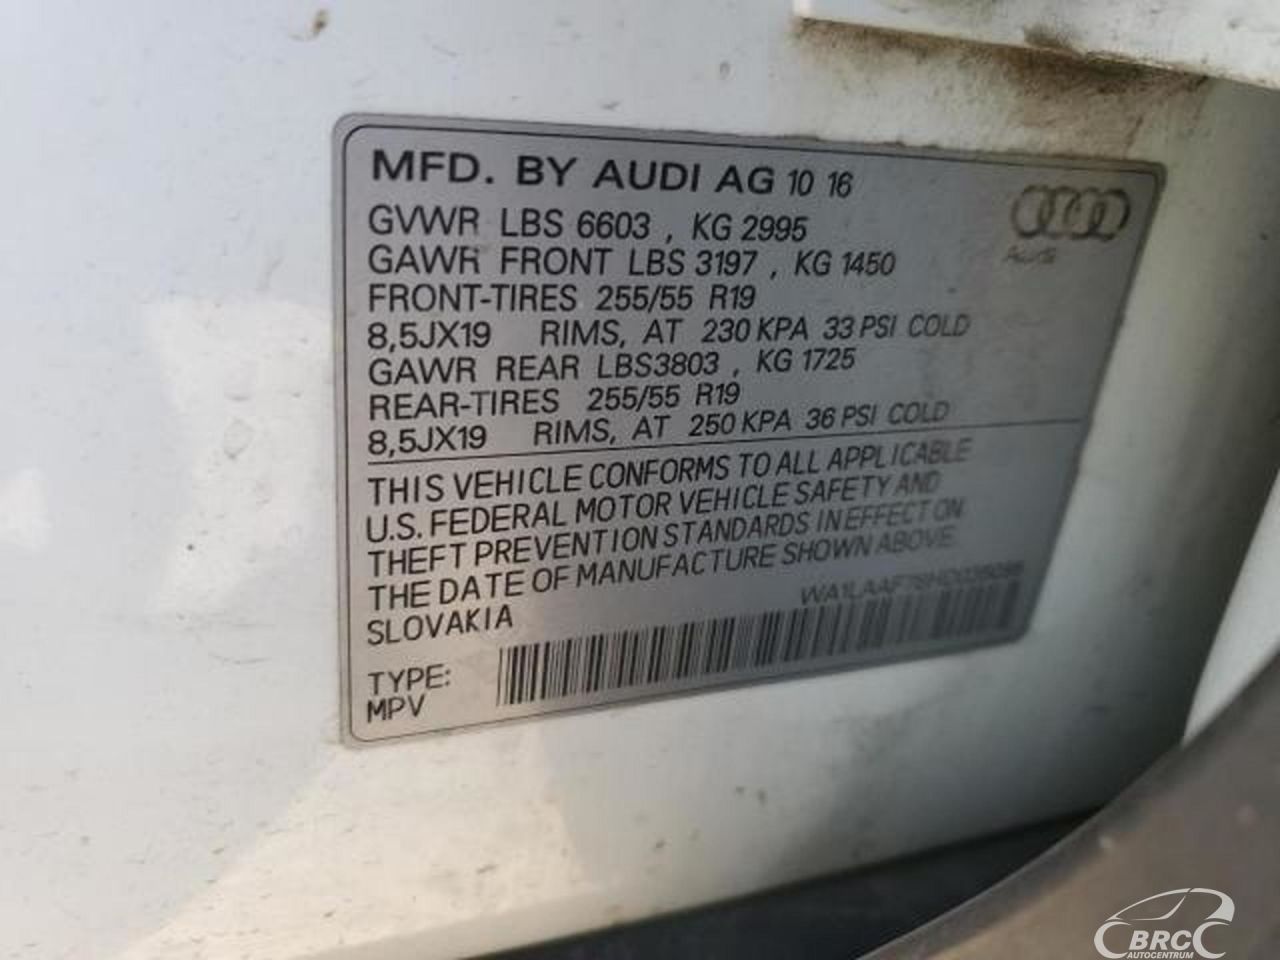 MFD. BY AUDI AG 10 16
GVWR LBS 6603 , KG 2995
GAWR FRONT LBS 3197 , KG 1450
FRONT-TIRES 255/55 R19
8,5JX19 RIMS, AT 230 KPA 33 PSI COLD
GAWR REAR LBS3803 , KG 1725
REAR-TIRES 255/55 R19
8,5JX19 RIMS, AT 250 KPA 36 PSI COLD
Audi
THIS VEHICLE CONFORMS TO ALL APPLICABLE
U.S. FEDERAL MOTOR VEHICLE SAFETY AND
THEFT PREVENTION STANDARDS IN EFFECT ON
THE DATE OF MANUFACTURE SHOWN ABOVE.
SLOVAKIA
TYPE:
MPV
BRC
AUTOCENTRUM